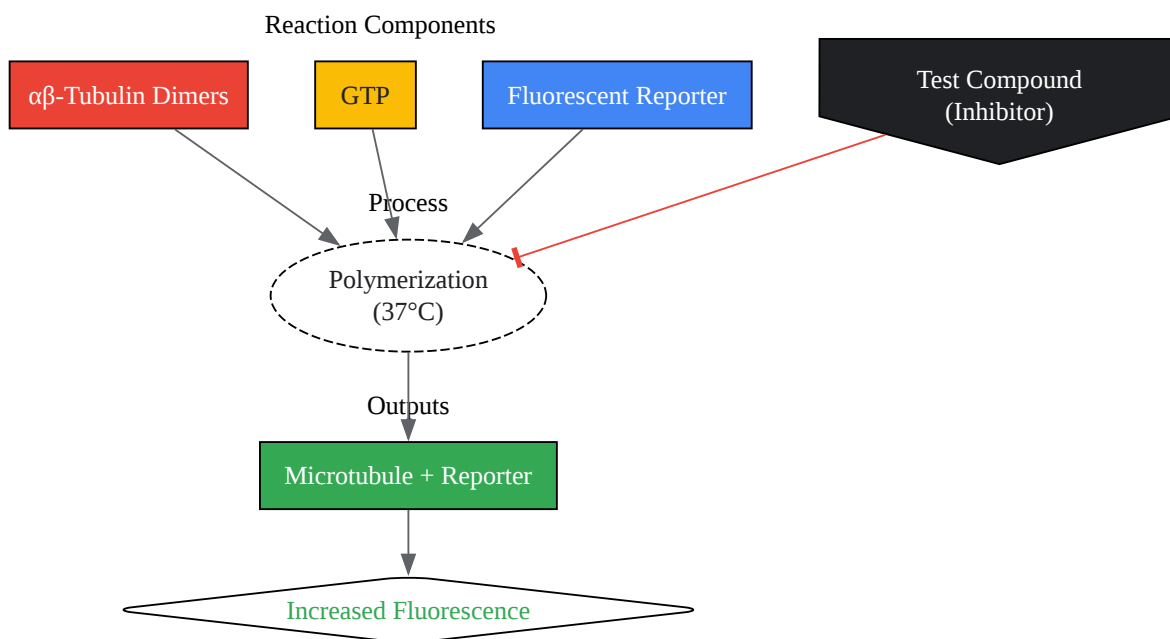 Reaction Components
αβ-Tubulin Dimers
GTP
Fluorescent Reporter
Test Compound
(Inhibitor)
Process
Polymerization
(37°C)
Outputs
Microtubule + Reporter
Increased Fluorescence